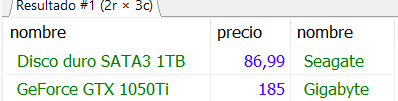 Resultado #1 (2r × 3c)
nombre precio nombre
Disco duro SATA3 1TB 86,99 Seagate
GeForce GTX 1050Ti 185 Gigabyte